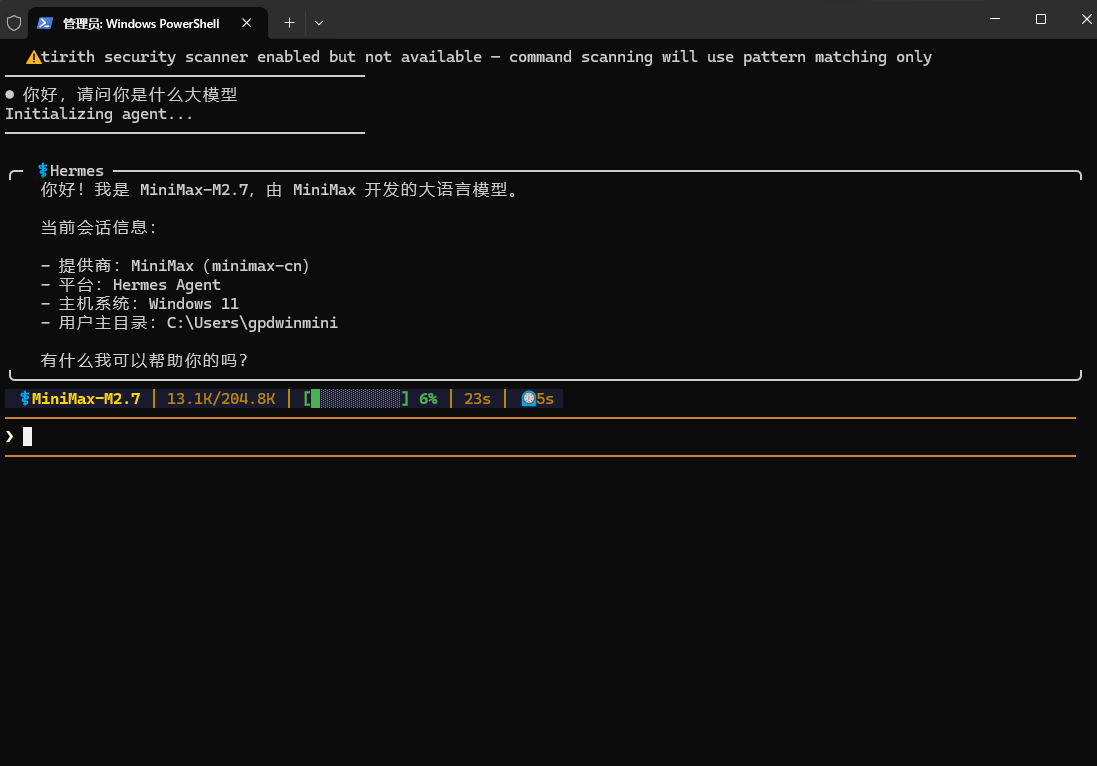 管理员: Windows PowerShell
⚠tirith security scanner enabled but not available — command scanning will use pattern matching only
● 你好，请问你是什么大模型
Initializing agent...
⚕Hermes
你好！我是 MiniMax-M2.7，由 MiniMax 开发的大语言模型。
当前会话信息：
- 提供商：MiniMax (minimax-cn)
- 平台：Hermes Agent
- 主机系统：Windows 11
- 用户主目录：C:\Users\gpdwinmini
有什么我可以帮助你的吗？
⚕MiniMax-M2.7 │ 13.1K/204.8K │ [█░░░░░░░░░] 6% │ 23s │ ⏲5s
❯